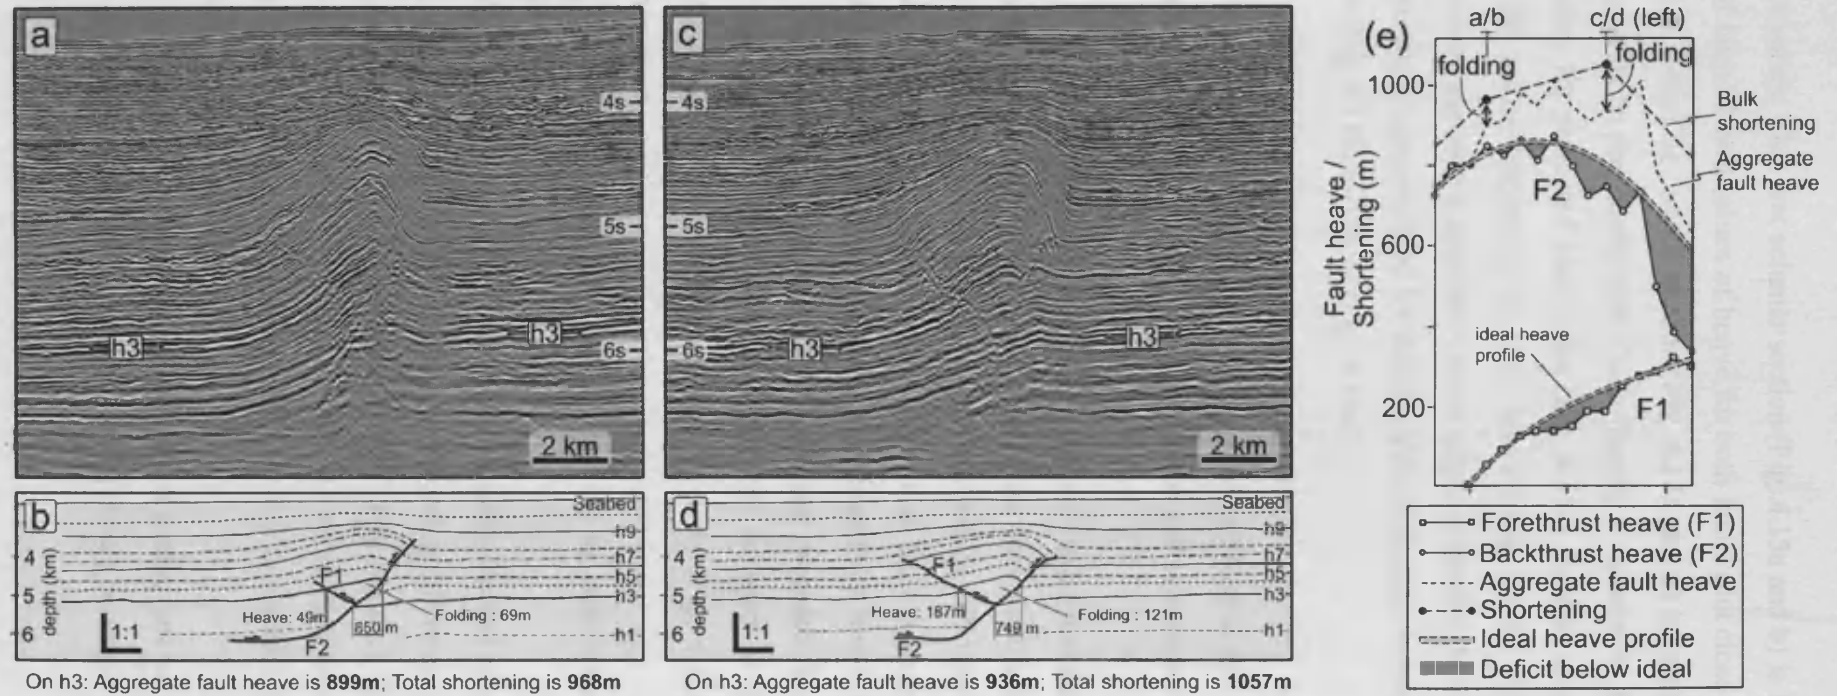 a
4s
5s
h3
h3
6s
2 km
c
h3
h3
2 km
b
Seabed
h9
4
h7
F1
h5
5
h3
depth (km)
Heave: 49m
Folding : 69m
850 m
1:1
6
h1
F2
On h3: Aggregate fault heave is 899m; Total shortening is 968m
d
Seabed
h9
4
h7
F1
h5
5
h3
depth (km)
Heave: 187m
Folding : 121m
749 m
1:1
6
h1
F2
On h3: Aggregate fault heave is 936m; Total shortening is 1057m
(e)
a/b
c/d (left)
folding
folding
1000
Bulk
shortening
Aggregate
fault heave
F2
Fault heave /
Shortening (m)
600
ideal heave
profile
200
F1
Forethrust heave (F1)
Backthrust heave (F2)
Aggregate fault heave
Shortening
Ideal heave profile
Deficit below ideal